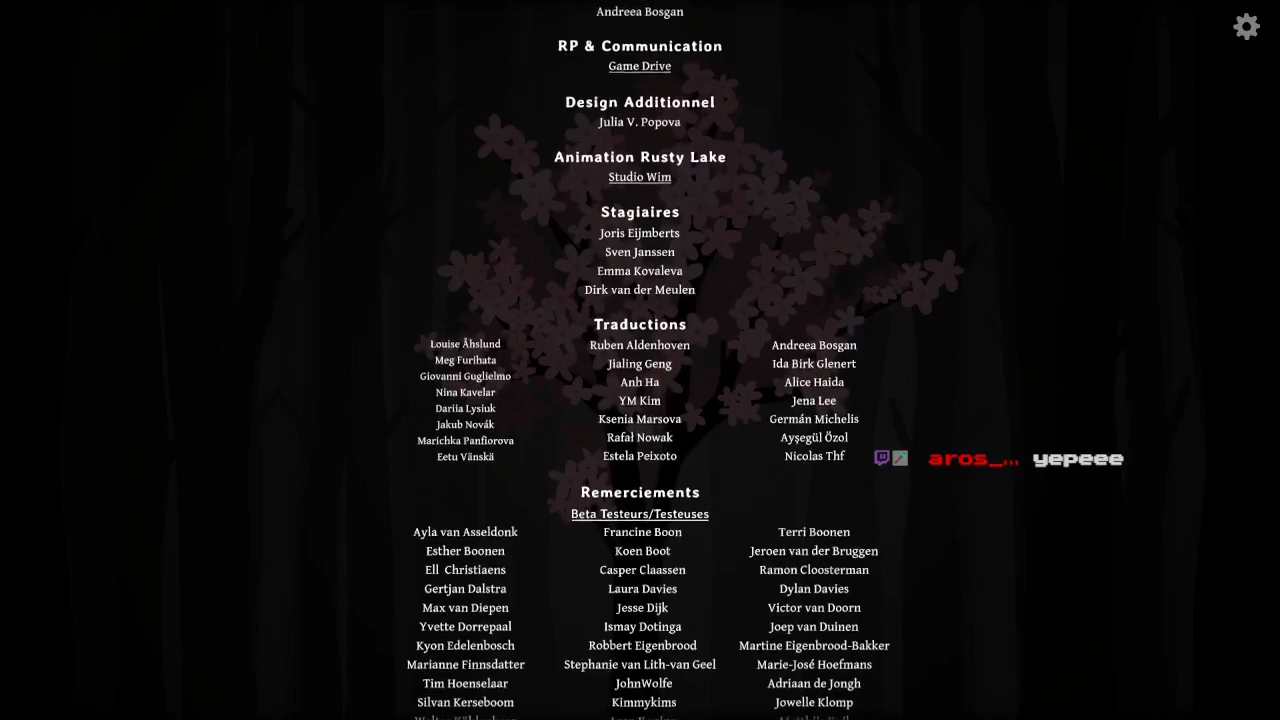 Andreea Bosgan
RP & Communication
Game Drive
Design Additionnel
Julia V. Popova
Animation Rusty Lake
Studio Wim
Stagiaires
Joris Eijmberts
Sven Janssen
Emma Kovaleva
Dirk van der Meulen
Traductions
Louise Åhslund Ruben Aldenhoven Andreea Bosgan
Meg Furihata Jialing Geng Ida Birk Glenert
Giovanni Guglielmo Anh Ha Alice Haida
Nina Kavelar YM Kim Jena Lee
Dariia Lysiuk Ksenia Marsova Germán Michelis
Jakub Novák Rafał Nowak Ayşegül Özol
Marichka Panfiorova Estela Peixoto Nicolas Thf
Eetu Vänskä
aros_... yepeee
Remerciements
Beta Testeurs/Testeuses
Ayla van Asseldonk Francine Boon Terri Boonen
Esther Boonen Koen Boot Jeroen van der Bruggen
Ell Christiaens Casper Claassen Ramon Cloosterman
Gertjan Dalstra Laura Davies Dylan Davies
Max van Diepen Jesse Dijk Victor van Doorn
Yvette Dorrepaal Ismay Dotinga Joep van Duinen
Kyon Edelenbosch Robbert Eigenbrood Martine Eigenbrood-Bakker
Marianne Finnsdatter Stephanie van Lith-van Geel Marie-José Hoefmans
Tim Hoenselaar JohnWolfe Adriaan de Jongh
Silvan Kerseboom Kimmykims Jowelle Klomp